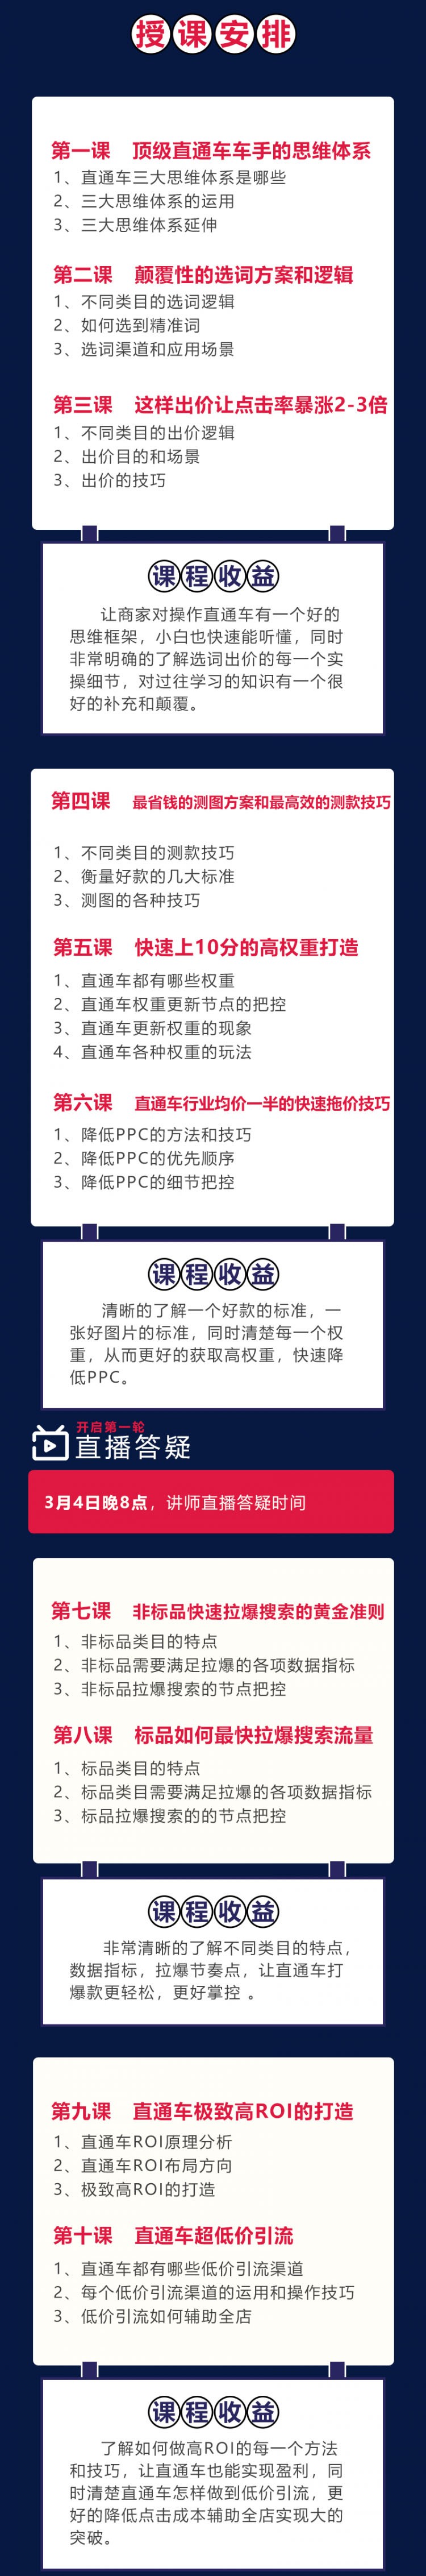 授课安排
第一课 顶级直通车车手的思维体系
1、直通车三大思维体系是哪些
2、三大思维体系的运用
3、三大思维体系延伸
第二课 颠覆性的选词方案和逻辑
1、不同类目的选词逻辑
2、如何选到精准词
3、选词渠道和应用场景
第三课 这样出价让点击率暴涨2-3倍
1、不同类目的出价逻辑
2、出价目的和场景
3、出价的技巧
课程收益
让商家对操作直通车有一个好的
思维框架，小白也快速能听懂，同时
非常明确的了解选词出价的每一个实
操细节，对过往学习的知识有一个很
好的补充和颠覆。
第四课 最省钱的测图方案和最高效的测款技巧
1、不同类目的测款技巧
2、衡量好款的几大标准
3、测图的各种技巧
第五课 快速上10分的高权重打造
1、直通车都有哪些权重
2、直通车权重更新节点的把控
3、直通车更新权重的现象
4、直通车各种权重的玩法
第六课 直通车行业均价一半的快速拖价技巧
1、降低PPC的方法和技巧
2、降低PPC的优先顺序
3、降低PPC的细节把控
课程收益
清晰的了解一个好款的标准，一
张好图片的标准，同时清楚每一个权
重，从而更好的获取高权重，快速降
低PPC。
开启第一轮
直播答疑
3月4日晚8点，讲师直播答疑时间
第七课 非标品快速拉爆搜索的黄金准则
1、非标品类目的特点
2、非标品需要满足拉爆的各项数据指标
3、非标品拉爆搜索的节点把控
第八课 标品如何最快拉爆搜索流量
1、标品类目的特点
2、标品类目需要满足拉爆的各项数据指标
3、标品拉爆搜索的的节点把控
课程收益
非常清晰的了解不同类目的特点，
数据指标，拉爆节奏点，让直通车打
爆款更轻松，更好掌控 。
第九课 直通车极致高ROI的打造
1、直通车ROI原理分析
2、直通车ROI布局方向
3、极致高ROI的打造
第十课 直通车超低价引流
1、直通车都有哪些低价引流渠道
2、每个低价引流渠道的运用和操作技巧
3、低价引流如何辅助全店
课程收益
了解如何做高ROI的每一个方法
和技巧，让直通车也能实现盈利，同
时清楚直通车怎样做到低价引流，更
好的降低点击成本辅助全店实现大的
突破。